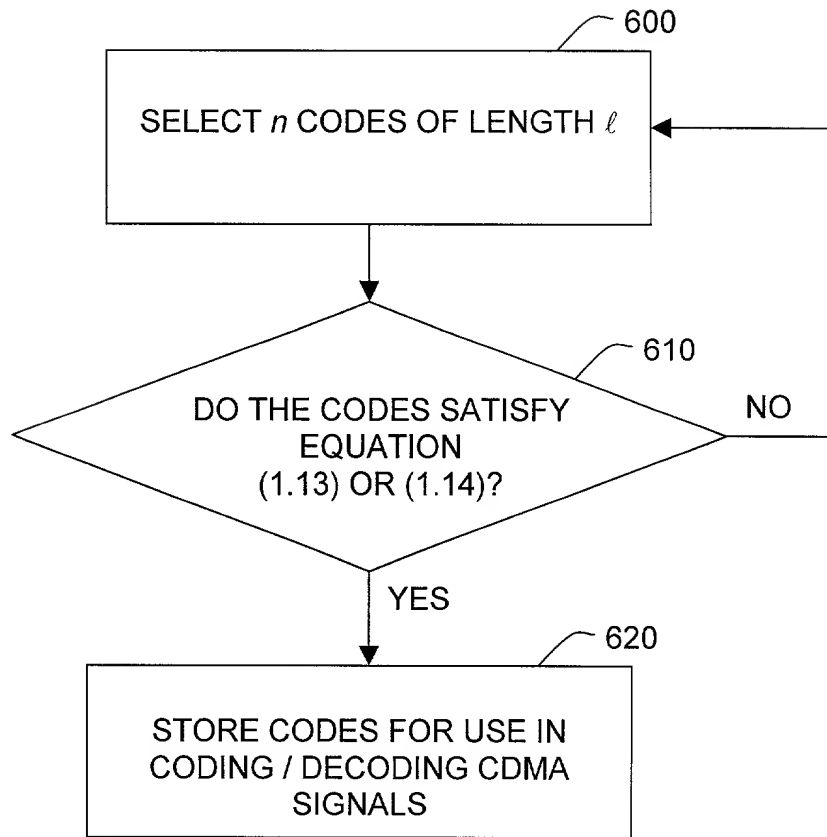 600
SELECT n CODES OF LENGTH ℓ
610
DO THE CODES SATISFY
EQUATION
(1.13) OR (1.14)?
NO
YES
620
STORE CODES FOR USE IN
CODING / DECODING CDMA
SIGNALS